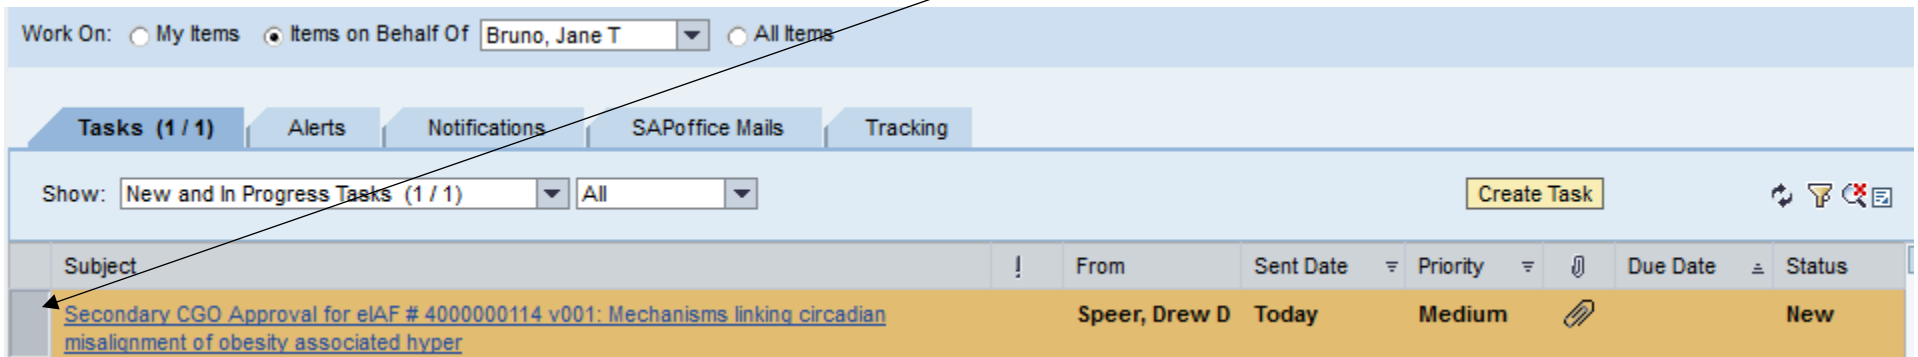 Work On: My Items Items on Behalf Of Bruno, Jane T All Items
Tasks (1 / 1) Alerts Notifications SAPoffice Mails Tracking
Show: New and In Progress Tasks (1 / 1) All Create Task
Subject ! From Sent Date Priority Due Date Status
Secondary CGO Approval for eIAF # 4000000114 v001: Mechanisms linking circadian Speer, Drew D Today Medium New
misalignment of obesity associated hyper